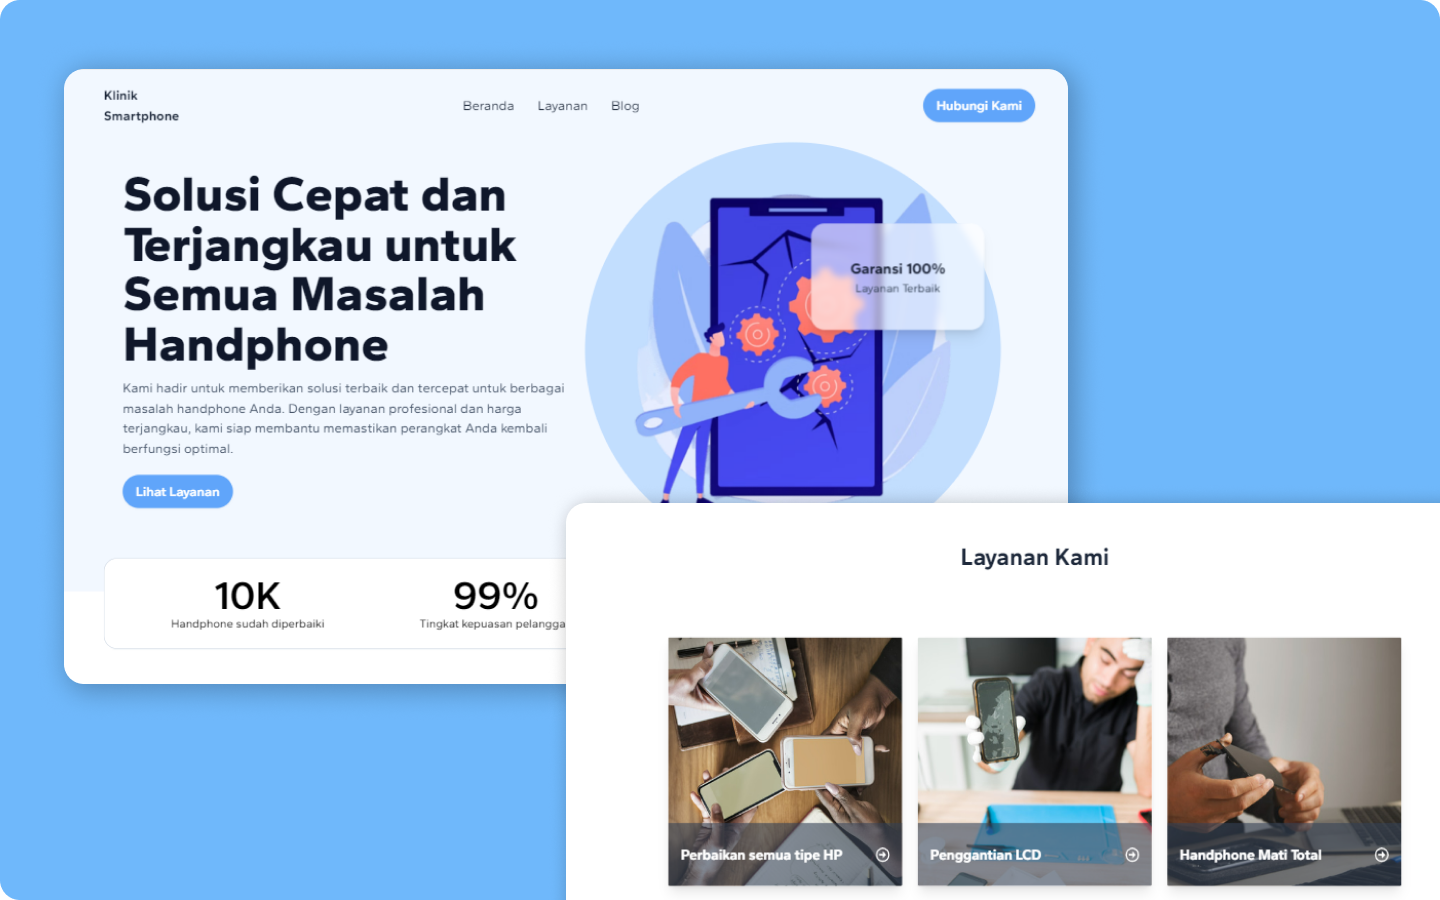 Klinik
Smartphone
Beranda Layanan Blog
Hubungi Kami
Solusi Cepat dan
Terjangkau untuk
Semua Masalah
Handphone
Kami hadir untuk memberikan solusi terbaik dan tercepat untuk berbagai
masalah handphone Anda. Dengan layanan profesional dan harga
terjangkau, kami siap membantu memastikan perangkat Anda kembali
berfungsi optimal.
Lihat Layanan
Garansi 100%
Layanan Terbaik
10K
Handphone sudah diperbaiki
99%
Tingkat kepuasan pelangga
Layanan Kami
Perbaikan semua tipe HP
Penggantian LCD
Handphone Mati Total